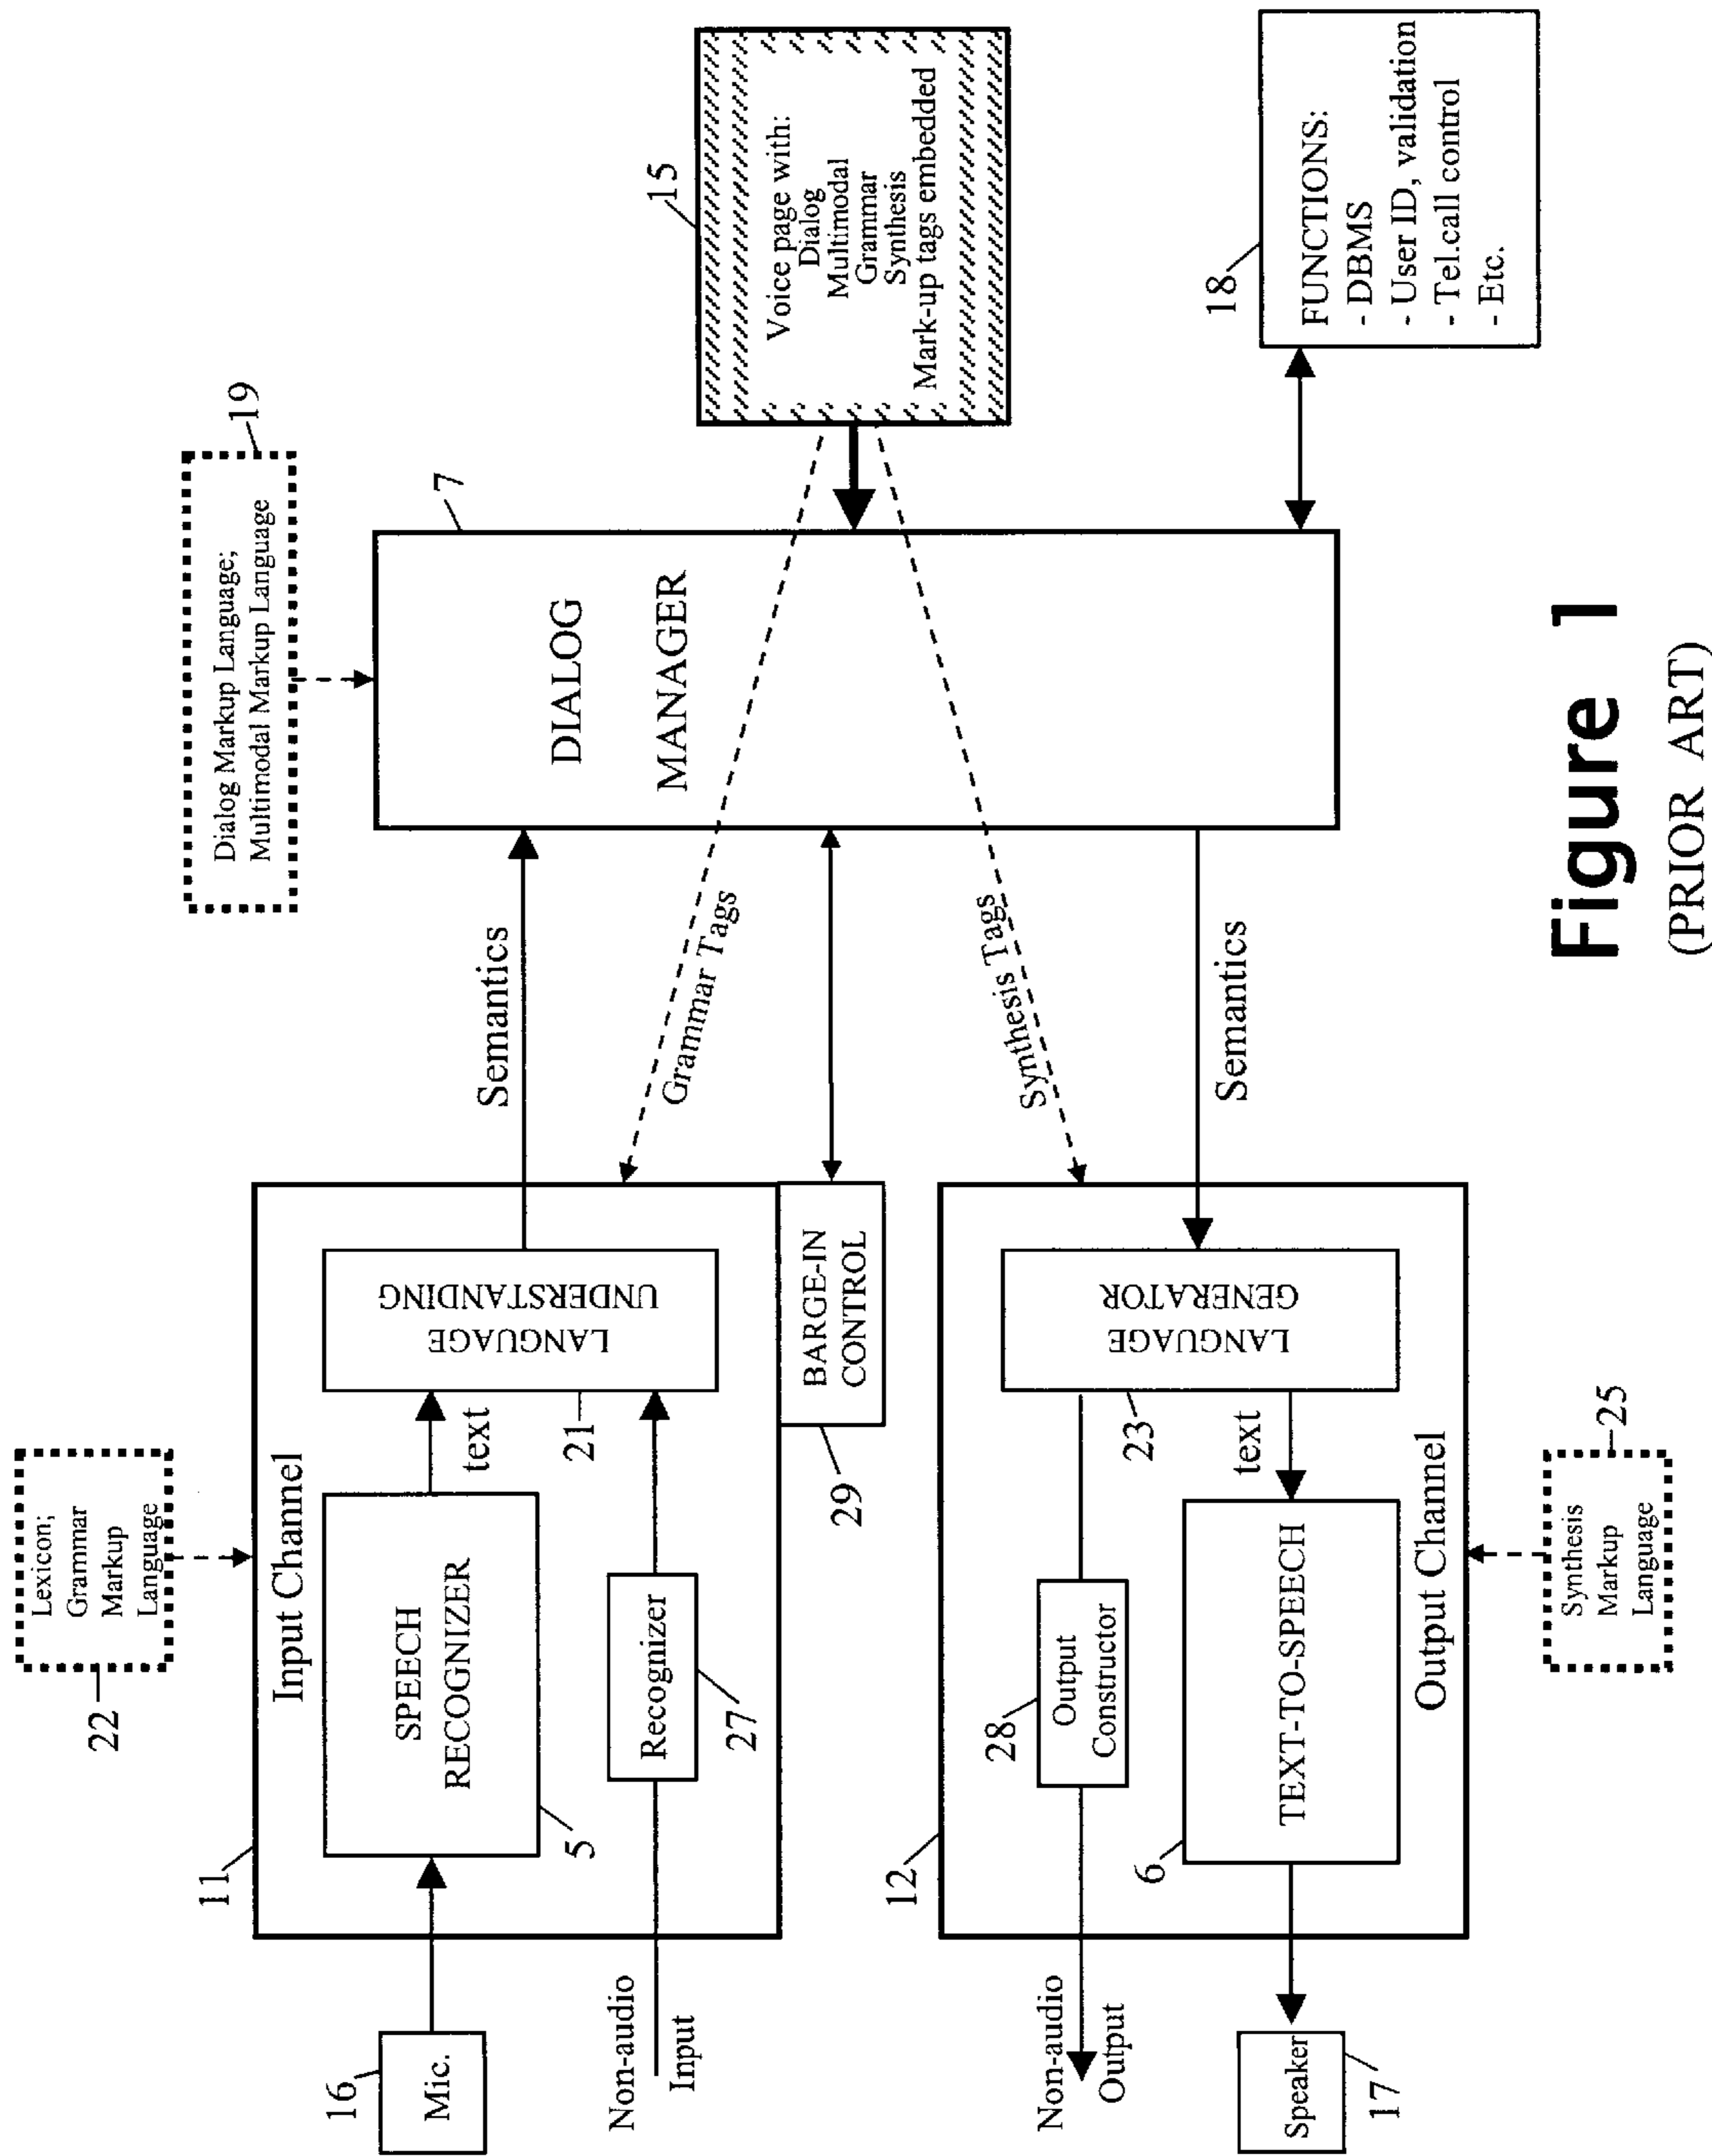 22
Lexicon;
Grammar
Markup
Language
19
Dialog Markup Language;
Multimodal Markup Language
11
Input Channel
16
Mic.
SPEECH
RECOGNIZER
5
text
LANGUAGE
UNDERSTANDING
21
Semantics
7
DIALOG
MANAGER
Non-audio
Input
Recognizer
27
Grammar Tags
15
Voice page with:
Dialog
Multimodal
Grammar
Synthesis
Mark-up tags embedded
29
BARGE-IN
CONTROL
12
Non-audio
Output
28
Output
Constructor
LANGUAGE
GENERATOR
23
Synthesis Tags
Semantics
18
FUNCTIONS:
- DBMS
- User ID, validation
- Tel.call control
- Etc.
Speaker
17
6
TEXT-TO-SPEECH
text
Output Channel
Synthesis
Markup
Language
25
Figure 1
(PRIOR ART)